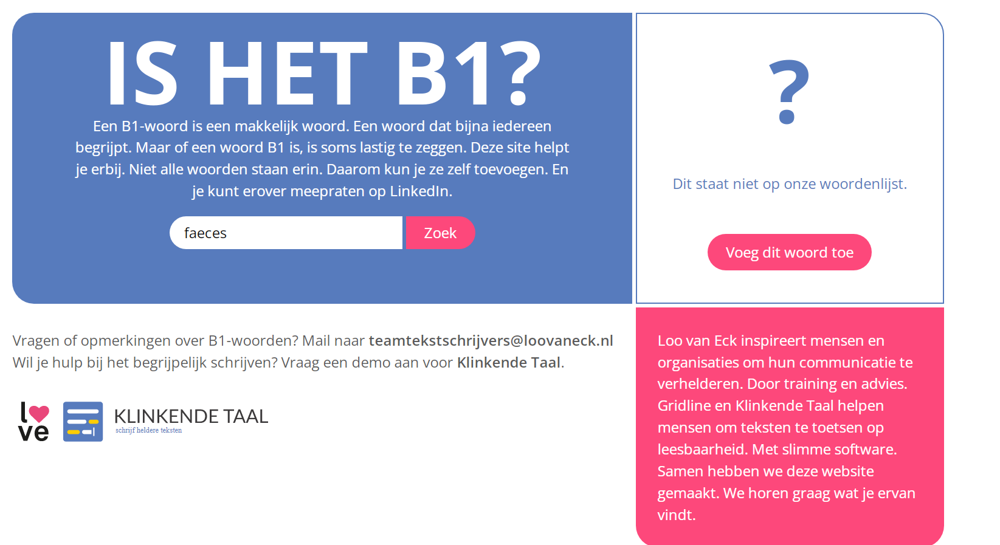 IS HET B1?
Een B1-woord is een makkelijk woord. Een woord dat bijna iedereen
begrijpt. Maar of een woord B1 is, is soms lastig te zeggen. Deze site helpt
je erbij. Niet alle woorden staan erin. Daarom kun je ze zelf toevoegen. En
je kunt erover meepraten op LinkedIn.
faeces
Zoek
?
Dit staat niet op onze woordenlijst.
Voeg dit woord toe
Vragen of opmerkingen over B1-woorden? Mail naar teamtekstschrijvers@loovaneck.nl
Wil je hulp bij het begrijpelijk schrijven? Vraag een demo aan voor Klinkende Taal.
l
ve
KLINKENDE TAAL
schrijf heldere teksten
Loo van Eck inspireert mensen en
organisaties om hun communicatie te
verhelderen. Door training en advies.
Gridline en Klinkende Taal helpen
mensen om teksten te toetsen op
leesbaarheid. Met slimme software.
Samen hebben we deze website
gemaakt. We horen graag wat je ervan
vindt.